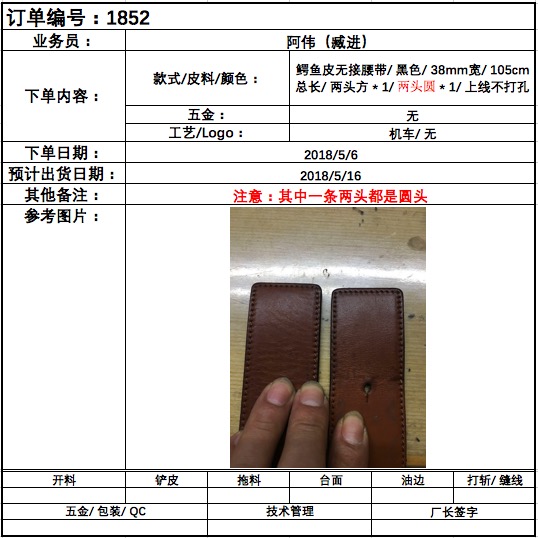 订单编号：1852
业务员： 阿伟（臧进）
下单内容： 款式/皮料/颜色： 鳄鱼皮无接腰带/ 黑色/ 38mm宽/ 105cm
总长/ 两头方 * 1/ 两头圆 * 1/ 上线不打孔
五金： 无
工艺/Logo： 机车/ 无
下单日期： 2018/5/6
预计出货日期： 2018/5/16
其他备注： 注意：其中一条两头都是圆头
参考图片：
开料 铲皮 拖料 台面 油边 打斩/ 缝线
五金/ 包装/ QC 技术管理 厂长签字